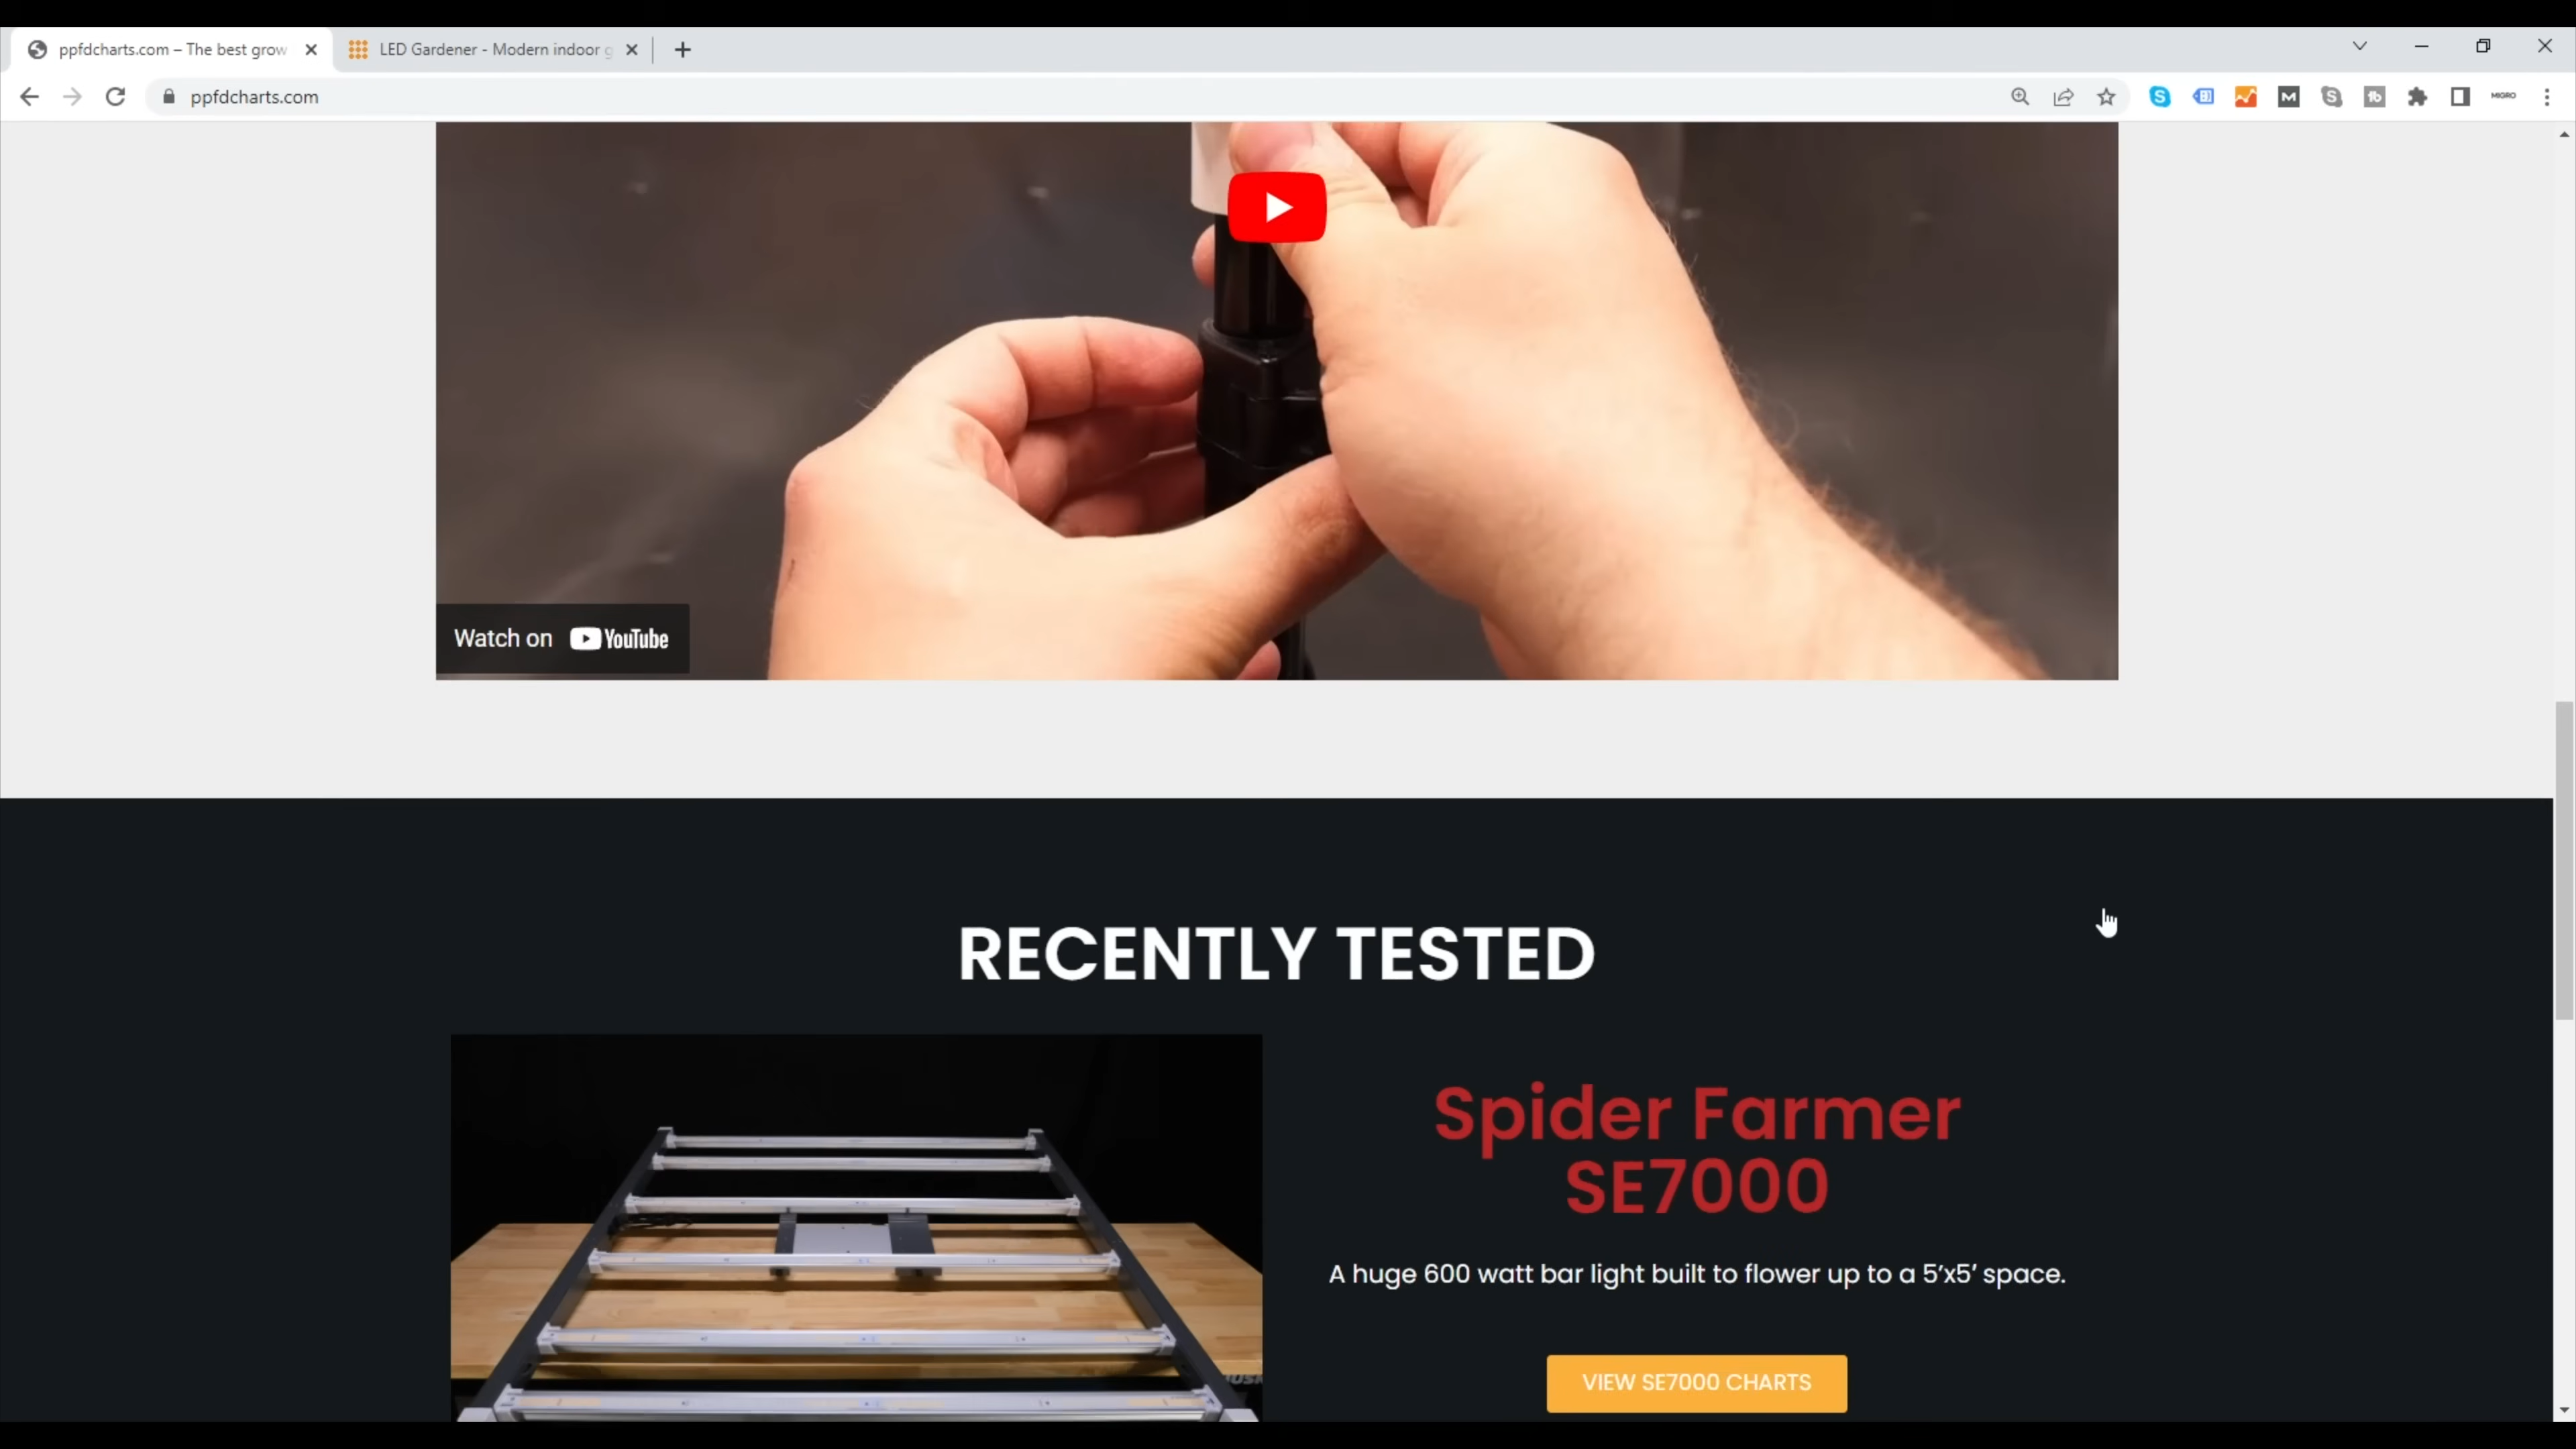 ppfdcharts.com – The best grow
LED Gardener - Modern indoor g
ppfdcharts.com
MIGRO
Watch on YouTube
RECENTLY TESTED
Spider Farmer
SE7000
A huge 600 watt bar light built to flower up to a 5'x5' space.
VIEW SE7000 CHARTS